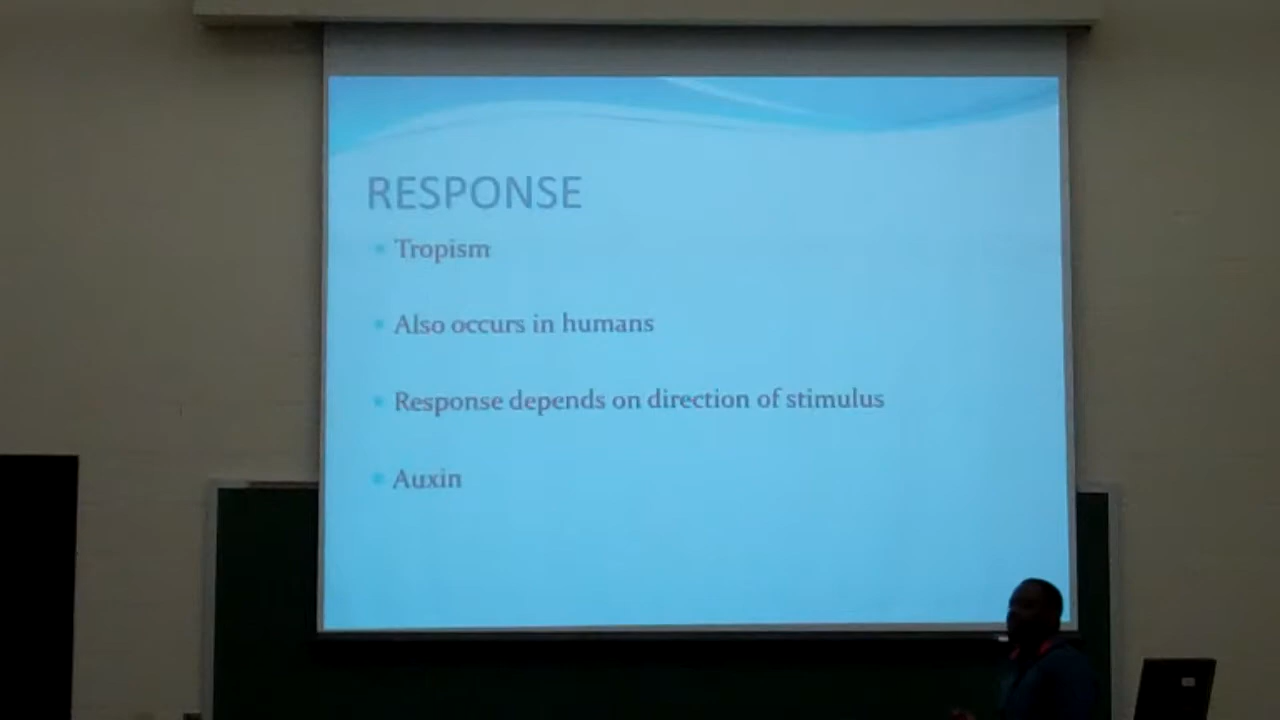 RESPONSE
Tropism
Also occurs in humans
Response depends on direction of stimulus
Auxin